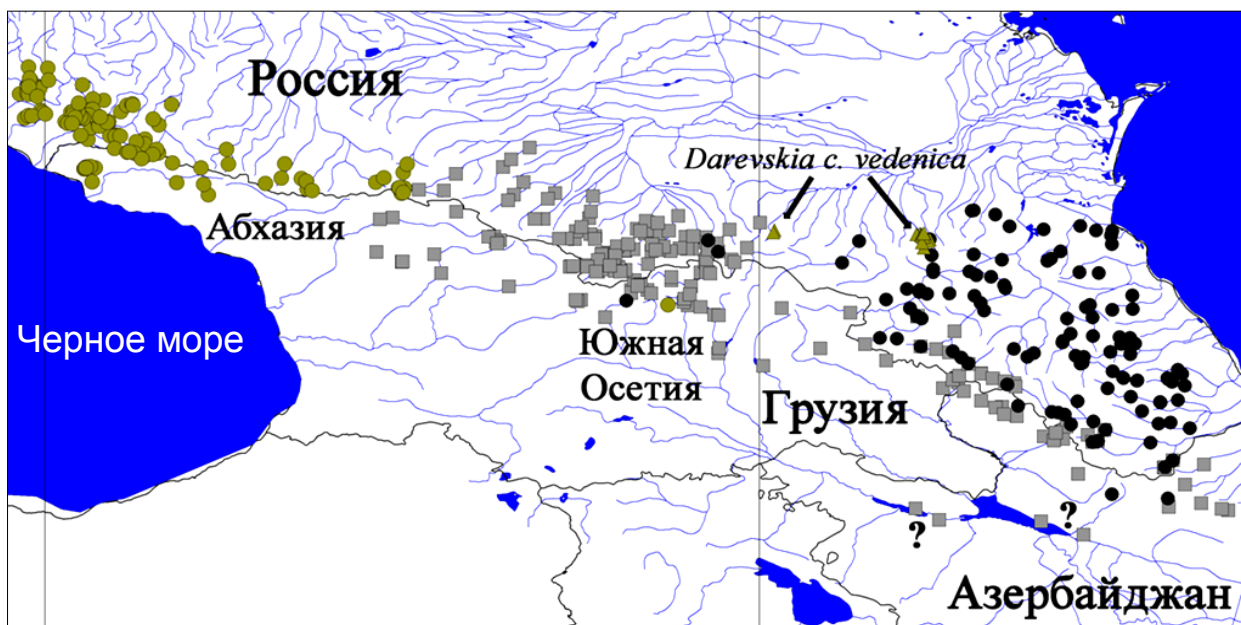 Россия
Darevskia c. vedenica
Абхазия
Черное море
Южная
Осетия
Грузия
?
?
Азербайджан